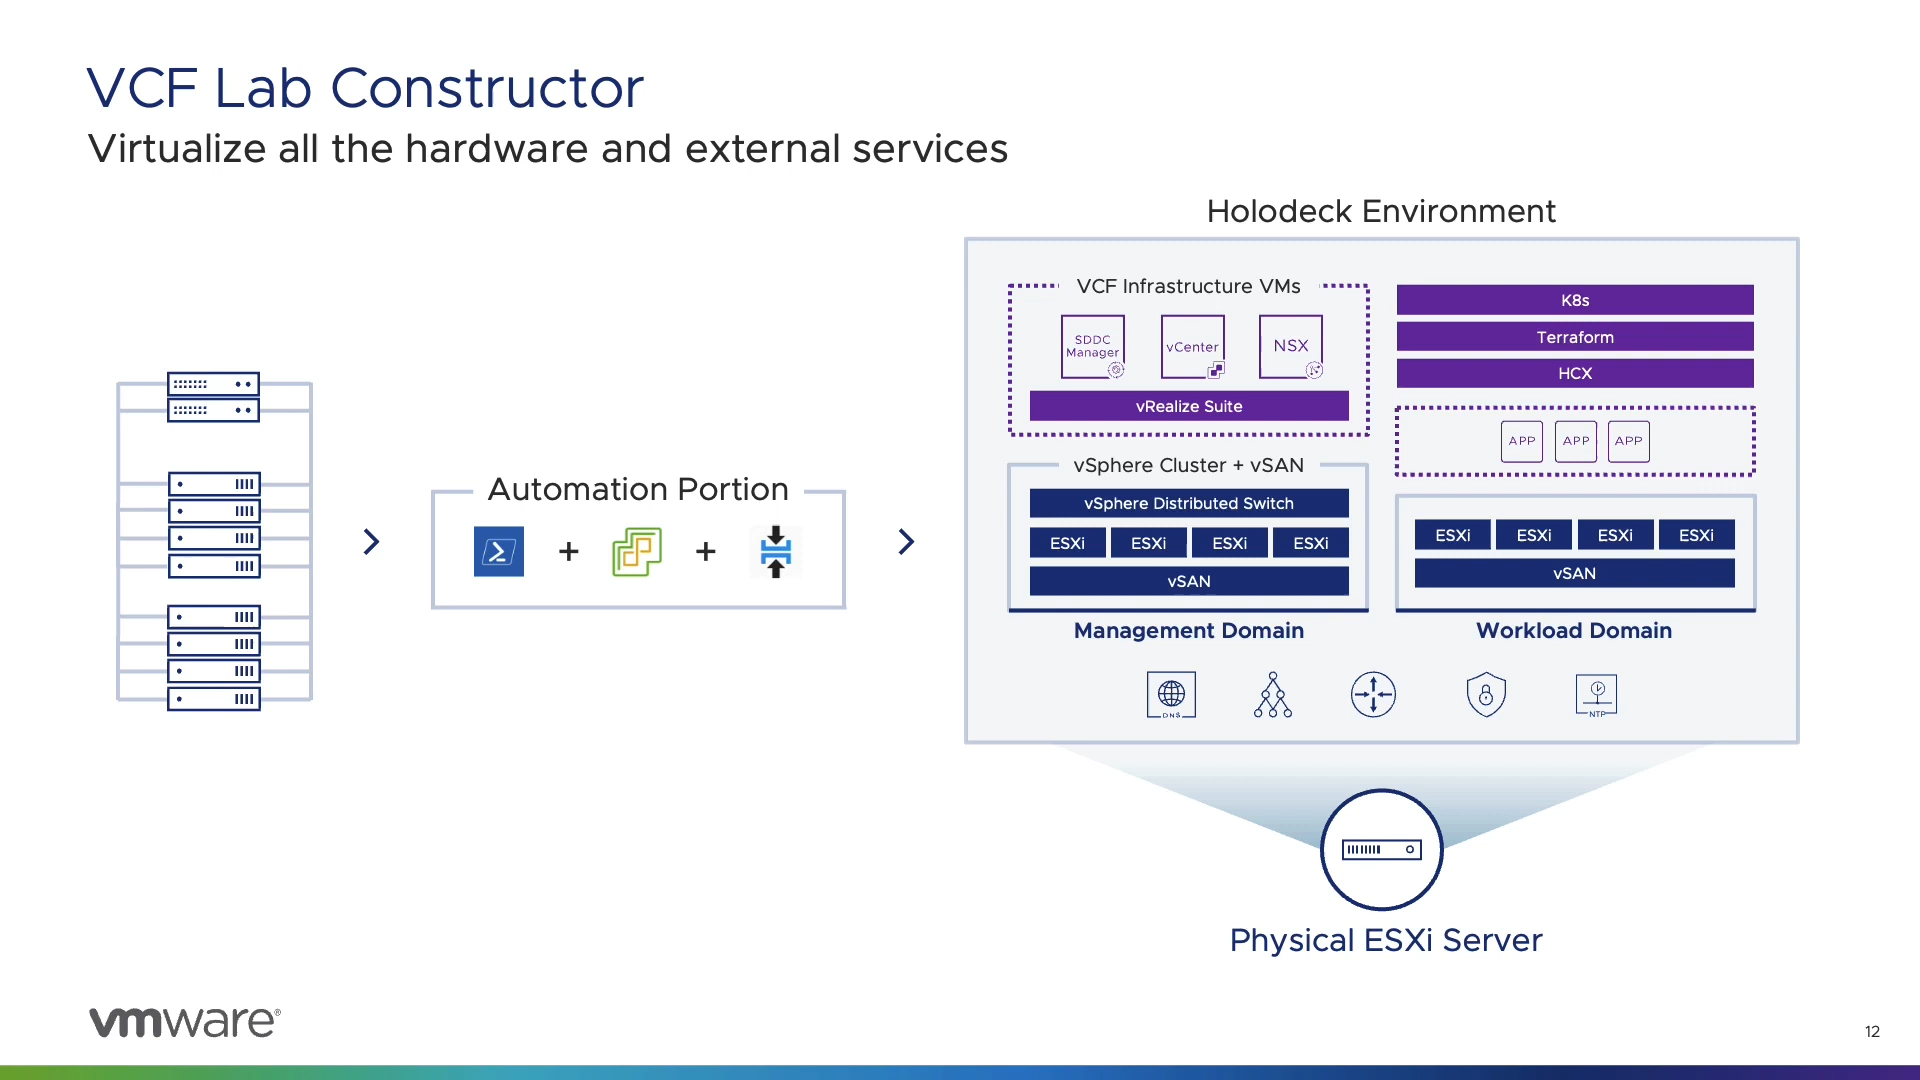 VCF Lab Constructor
Virtualize all the hardware and external services
Automation Portion
+
+
Holodeck Environment
VCF Infrastructure VMs
SDDC
Manager
vCenter
NSX
vRealize Suite
K8s
Terraform
HCX
APP
APP
APP
vSphere Cluster + vSAN
vSphere Distributed Switch
ESXi
ESXi
ESXi
ESXi
vSAN
Management Domain
ESXi
ESXi
ESXi
ESXi
vSAN
Workload Domain
DNS
NTP
Physical ESXi Server
vmware®
12